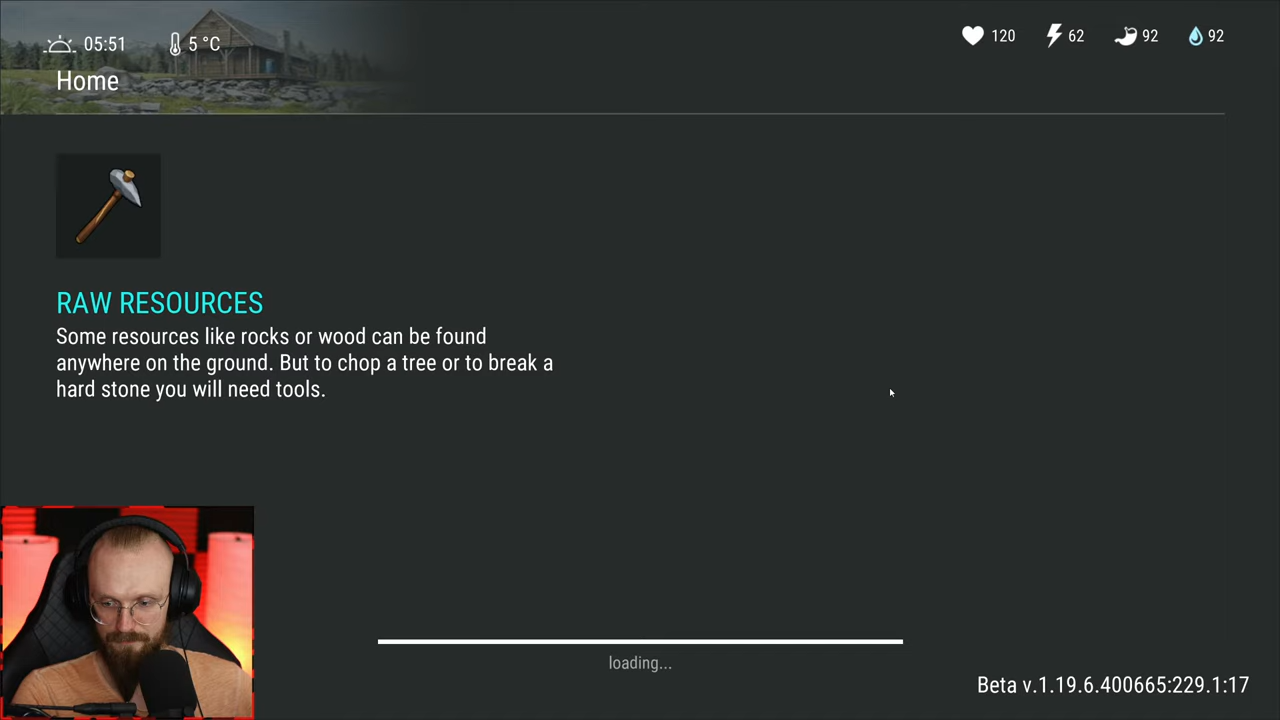 05:51
5 °C
120
62
92
92
Home
RAW RESOURCES
Some resources like rocks or wood can be found
anywhere on the ground. But to chop a tree or to break a
hard stone you will need tools.
loading...
Beta v.1.19.6.400665:229.1:17